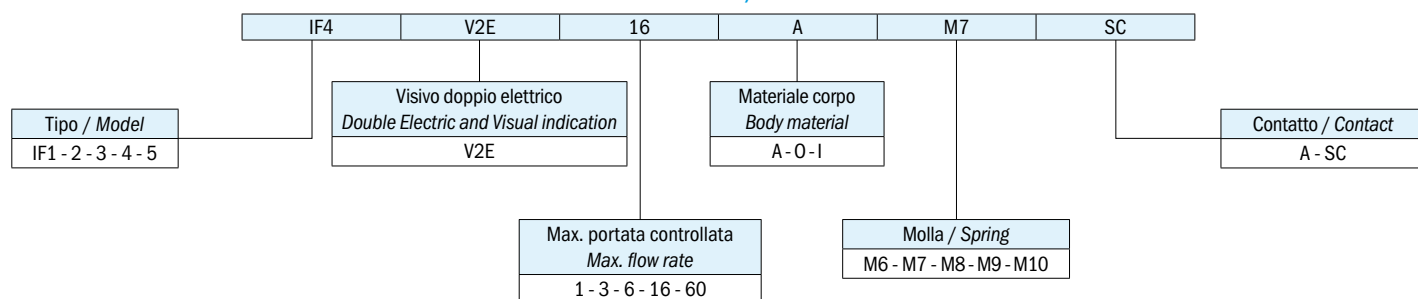 IF4 V2E 16 A M7 SC
Tipo / Model
IF1 - 2 - 3 - 4 - 5
Visivo doppio elettrico
Double Electric and Visual indication
V2E
Max. portata controllata
Max. flow rate
1 - 3 - 6 - 16 - 60
Materiale corpo
Body material
A - O - I
Molla / Spring
M6 - M7 - M8 - M9 - M10
Contatto / Contact
A - SC